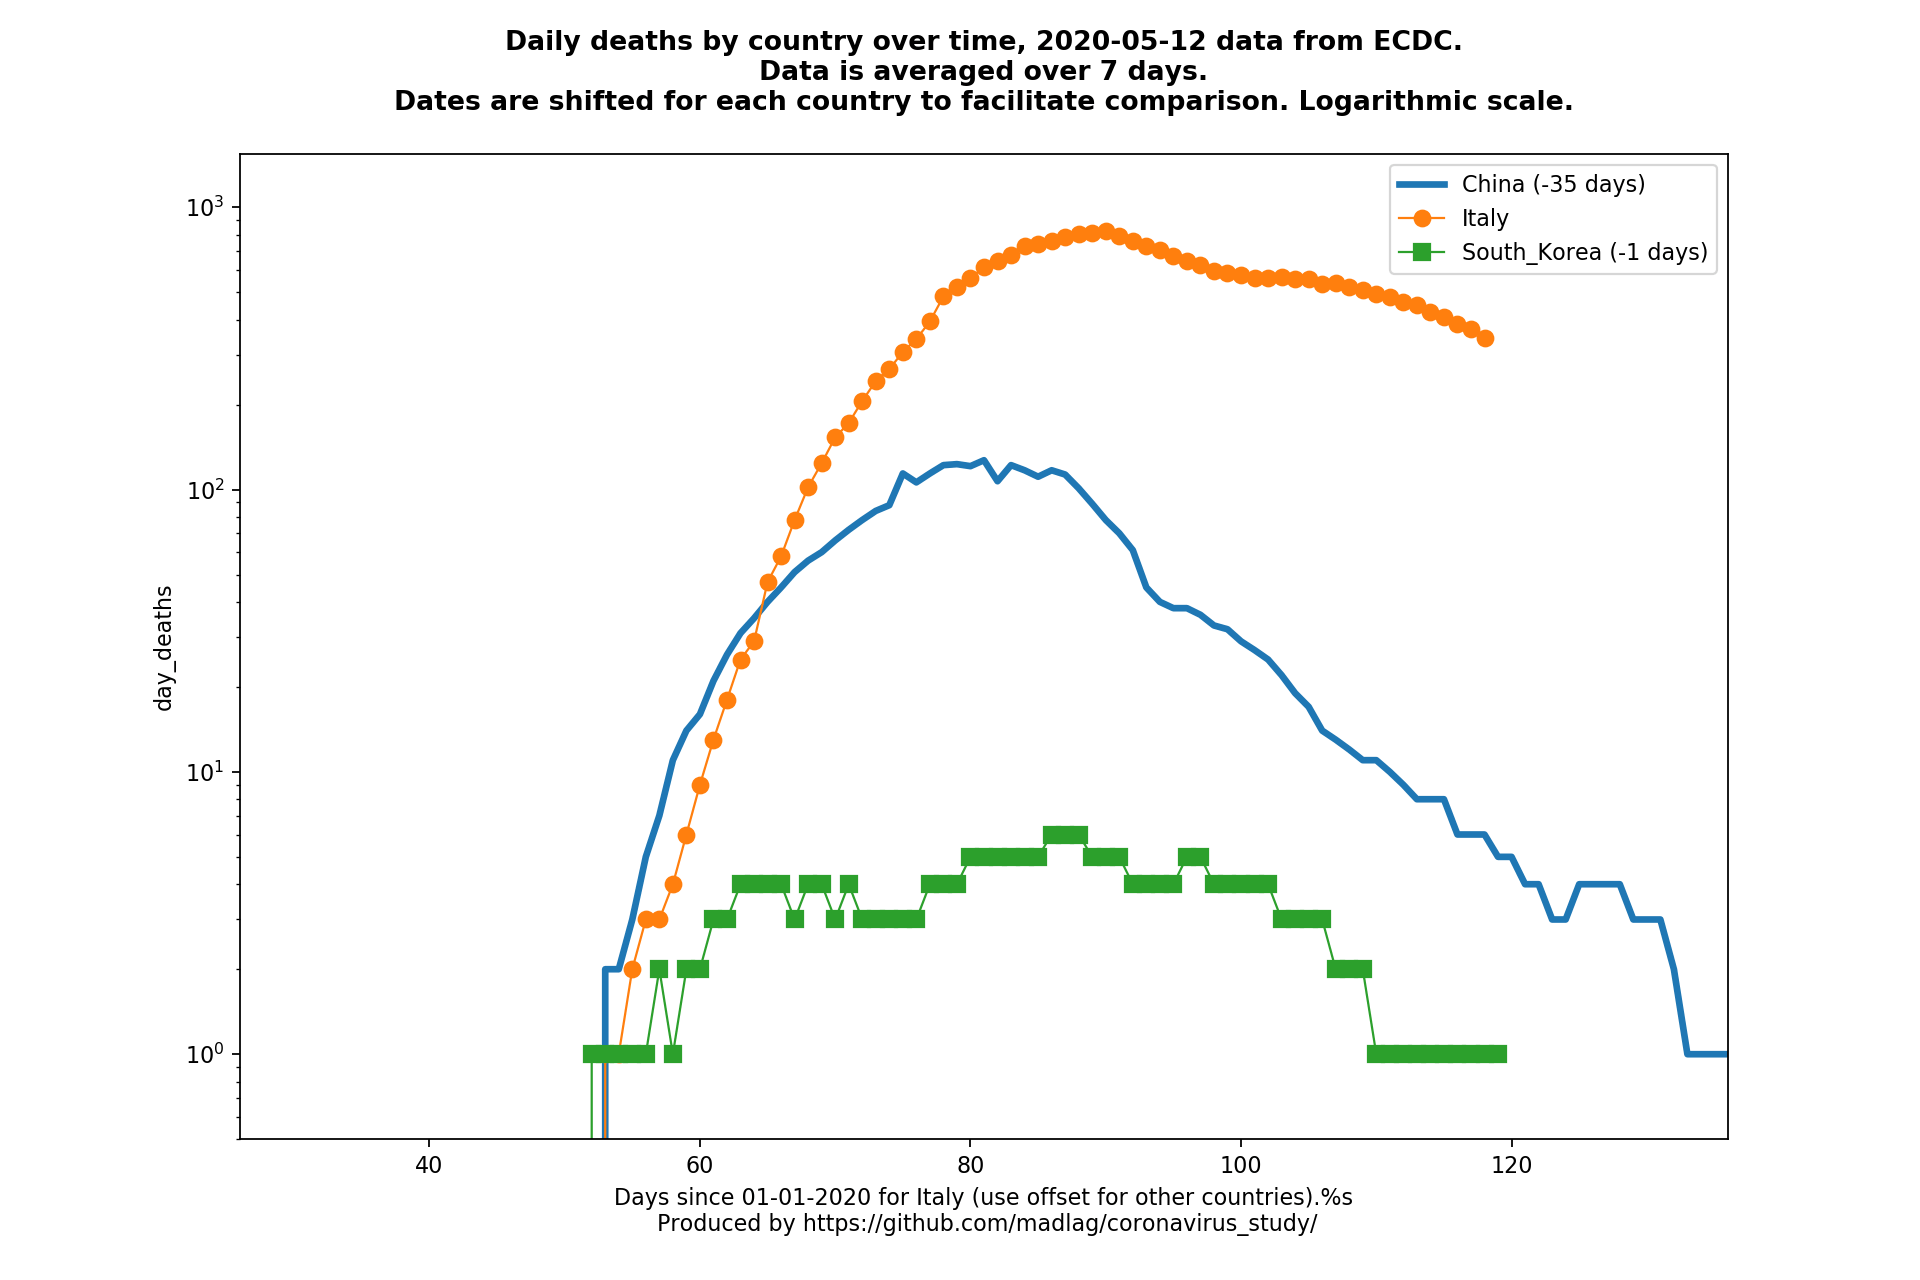 Daily deaths by country over time, 2020-05-12 data from ECDC.
Data is averaged over 7 days.
Dates are shifted for each country to facilitate comparison. Logarithmic scale.
China (-35 days)
Italy
South_Korea (-1 days)
10³
10²
10¹
10⁰
day_deaths
40 60 80 100 120
Days since 01-01-2020 for Italy (use offset for other countries).%s
Produced by https://github.com/madlag/coronavirus_study/